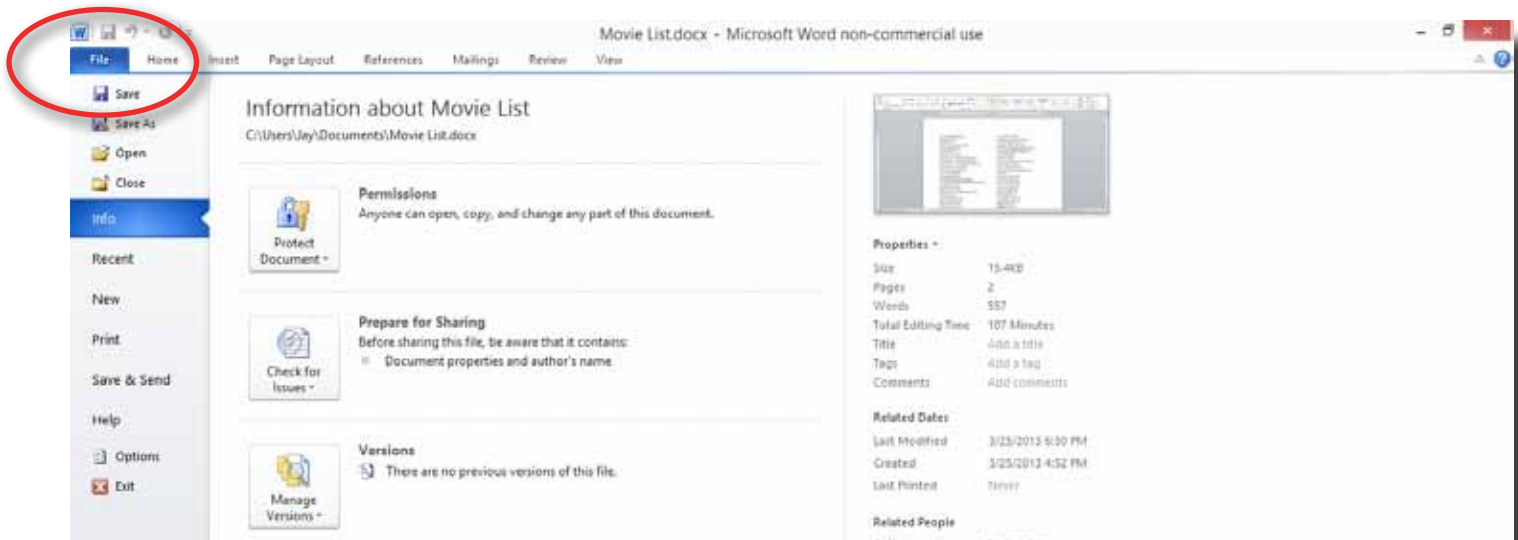 Movie List.docx - Microsoft Word non-commercial use
File Home Insert Page Layout References Mailings Review View
Save
Save As
Open
Close
Info
Recent
New
Print
Save & Send
Help
Options
Exit
Information about Movie List
C:\Users\Jay\Documents\Movie List.docx
Protect
Document
Permissions
Anyone can open, copy, and change any part of this document.
Check for
Issues
Prepare for Sharing
Before sharing this file, be aware that it contains:
Document properties and author's name
Manage
Versions
Versions
There are no previous versions of this file.
Properties
Size 15.4KB
Pages 2
Words 557
Total Editing Time 107 Minutes
Title Add a title
Tags Add a tag
Comments Add comments
Related Dates
Last Modified 3/25/2013 6:30 PM
Created 3/25/2013 4:52 PM
Last Printed Never
Related People